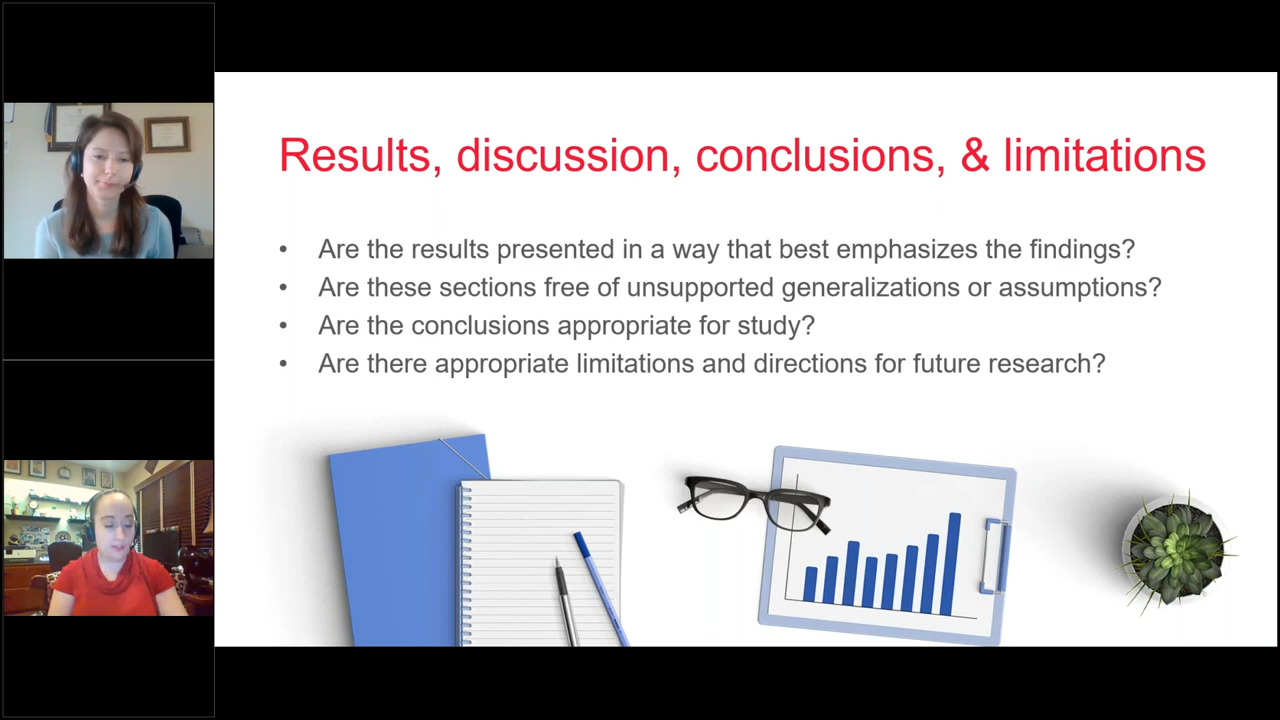 Results, discussion, conclusions, & limitations
• Are the results presented in a way that best emphasizes the findings?
• Are these sections free of unsupported generalizations or assumptions?
• Are the conclusions appropriate for study?
• Are there appropriate limitations and directions for future research?